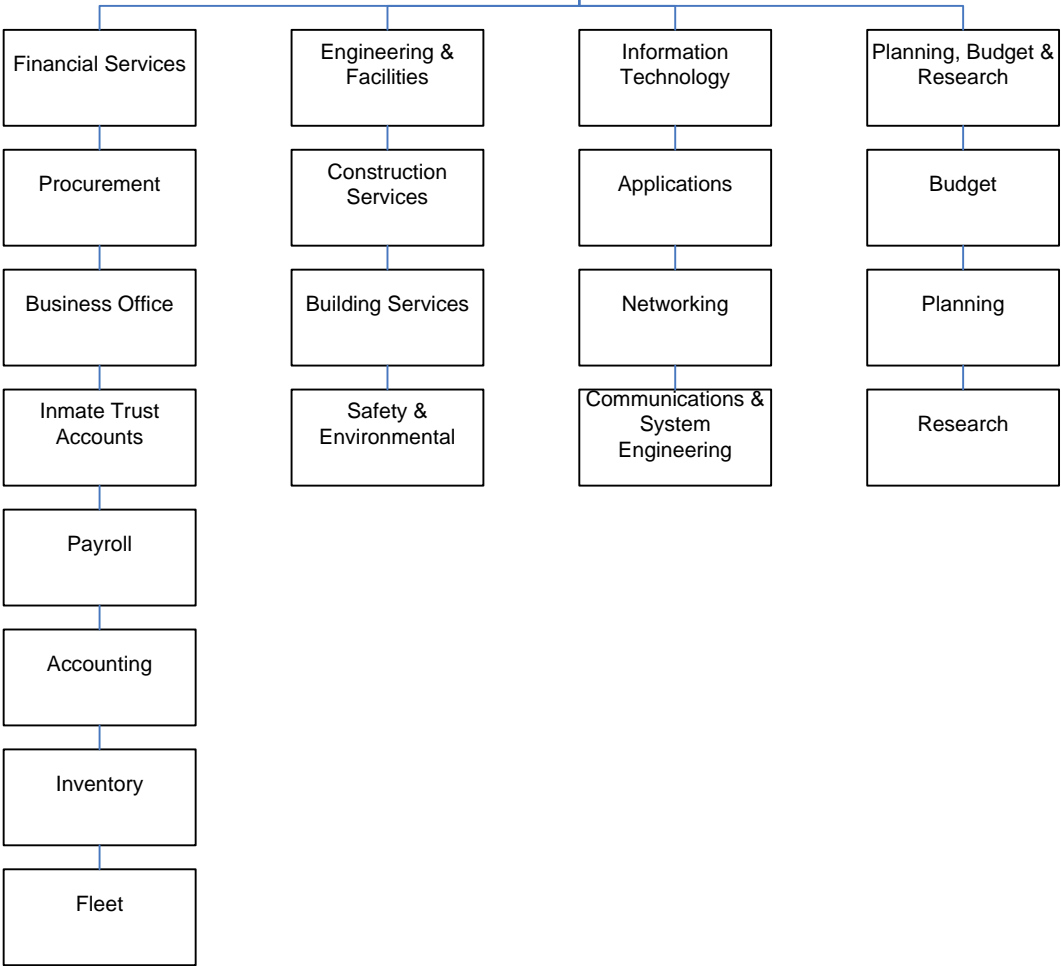 Financial Services
Engineering &
Facilities
Information
Technology
Planning, Budget &
Research
Procurement
Construction
Services
Applications
Budget
Business Office
Building Services
Networking
Planning
Inmate Trust
Accounts
Safety &
Environmental
Communications &
System
Engineering
Research
Payroll
Accounting
Inventory
Fleet